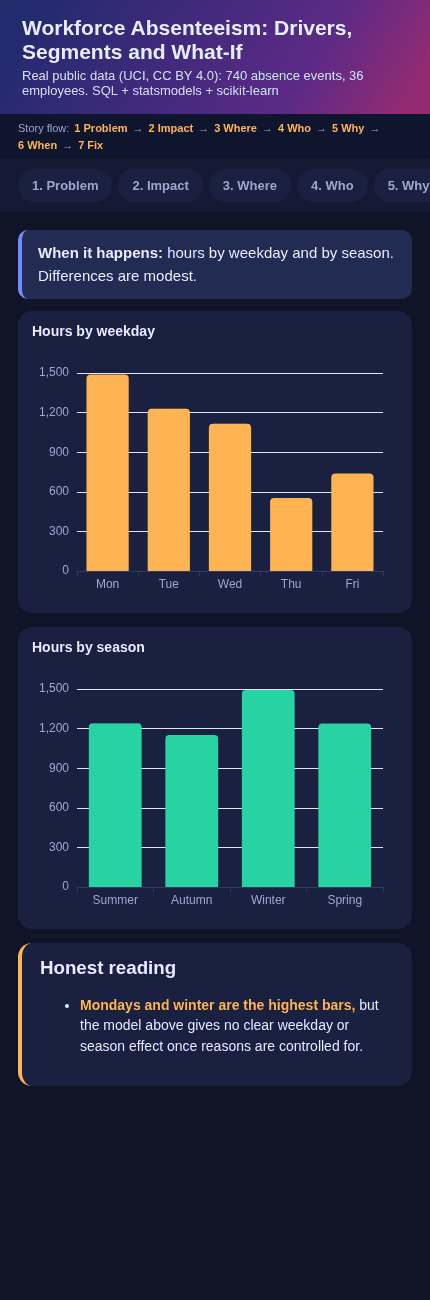 Workforce Absenteeism: Drivers,
Segments and What-If
Real public data (UCI, CC BY 4.0): 740 absence events, 36
employees. SQL + statsmodels + scikit-learn
Story flow: 1 Problem → 2 Impact → 3 Where → 4 Who → 5 Why →
6 When → 7 Fix
1. Problem 2. Impact 3. Where 4. Who 5. Why
When it happens: hours by weekday and by season.
Differences are modest.
Hours by weekday
1,500
1,200
900
600
300
0
Mon Tue Wed Thu Fri
Hours by season
1,500
1,200
900
600
300
0
Summer Autumn Winter Spring
Honest reading
• Mondays and winter are the highest bars, but
the model above gives no clear weekday or
season effect once reasons are controlled for.